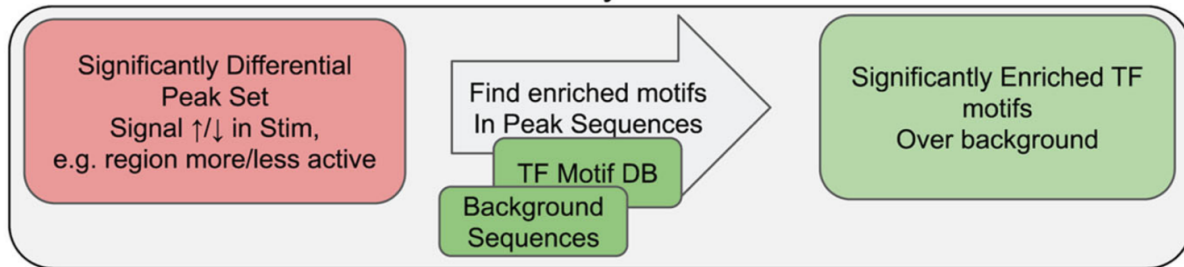 Significantly Differential
Peak Set
Signal ↑/↓ in Stim,
e.g. region more/less active
Find enriched motifs
In Peak Sequences
TF Motif DB
Background
Sequences
Significantly Enriched TF
motifs
Over background